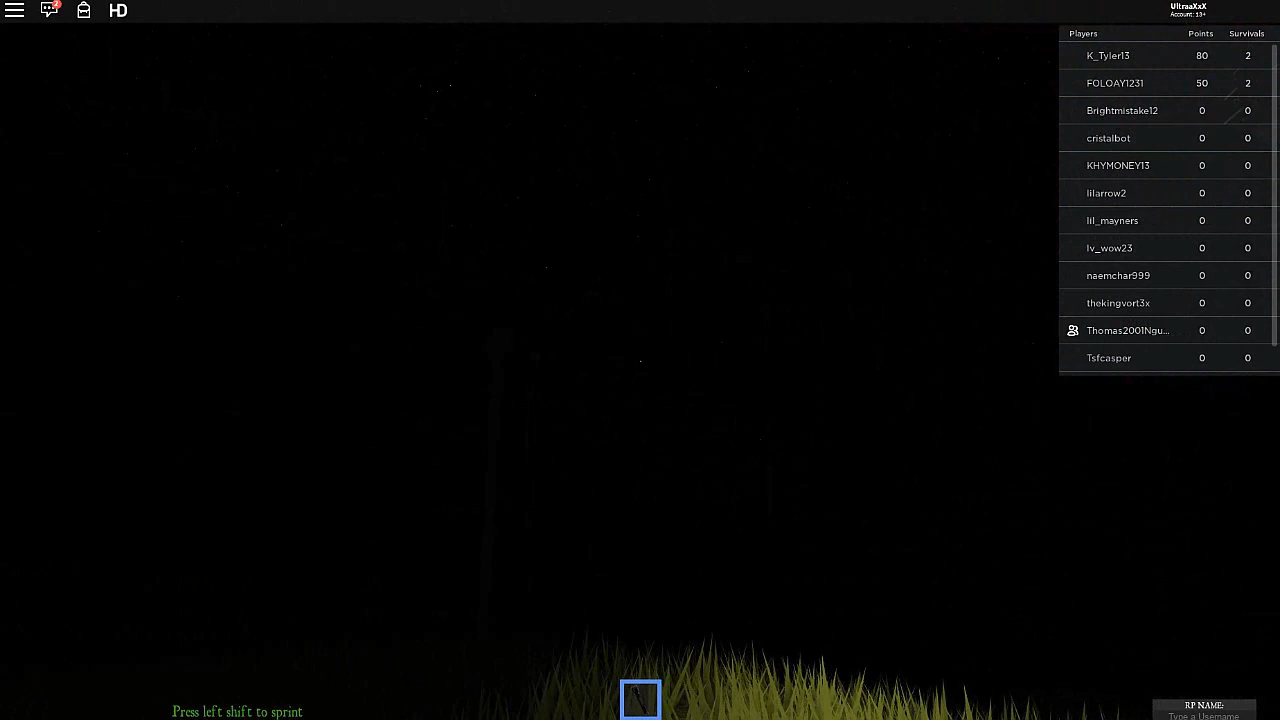 2
HD
UltraaXxX
Account: 13+
Players Points Survivals
K_Tyler13 80 2
FOLOAY1231 50 2
Brightmistake12 0 0
cristalbot 0 0
KHYMONEY13 0 0
lilarrow2 0 0
lil_mayners 0 0
lv_wow23 0 0
naemchar999 0 0
thekingvort3x 0 0
Thomas2001Ngu... 0 0
Tsfcasper 0 0
Press left shift to sprint
RP NAME:
Type a Username